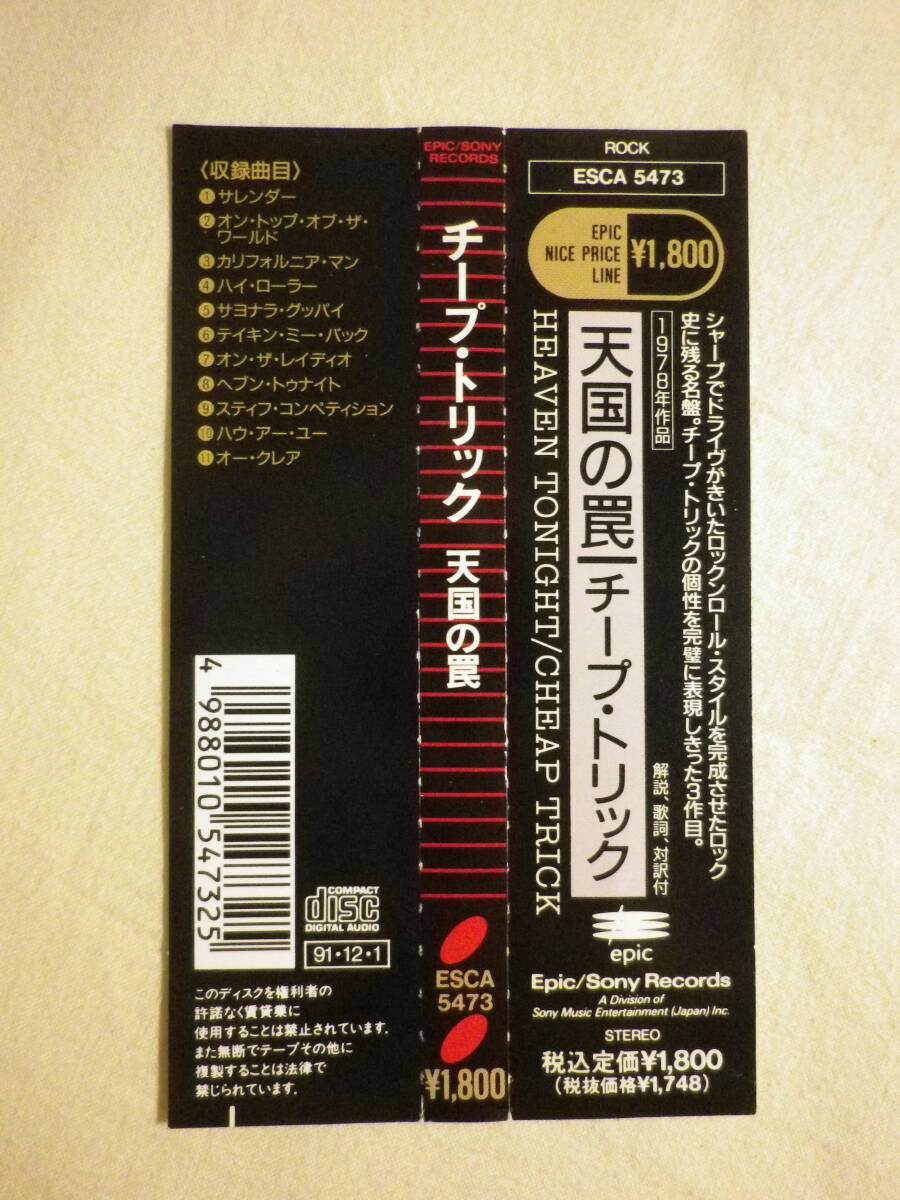 〈収録曲目〉
①サレンダー
②オン・トップ・オブ・ザ・
ワールド
③カリフォルニア・マン
④ハイ・ローラー
⑤サヨナラ・グッバイ
⑥テイキン・ミー・バック
⑦オン・ザ・レイディオ
⑧ヘブン・トゥナイト
⑨スティフ・コンペティション
⑩ハウ・アー・ユー
⑪オー・クレア
4 988010 547325
COMPACT
disc
DIGITAL AUDIO
91・12・1
このディスクを権利者の
許諾なく賃貸業に
使用することは禁止されています。
また無断でテープその他に
複製することは法律で
禁じられています。
EPIC/SONY
RECORDS
チープ・トリック 天国の罠
ESCA
5473
¥1,800
ROCK
ESCA 5473
EPIC
NICE PRICE
LINE
¥1,800
シャープでドライヴがきいたロックンロール・スタイルを完成させたロック
史に残る名盤。チープ・トリックの個性を完璧に表現しきった3作目。
1978年作品
解説、歌詞、対訳付
天国の罠|チープ・トリック
HEAVEN TONIGHT/CHEAP TRICK
epic
Epic/Sony Records
A Division of
Sony Music Entertainment (Japan) Inc.
STEREO
税込定価¥1,800
(税抜価格¥1,748)